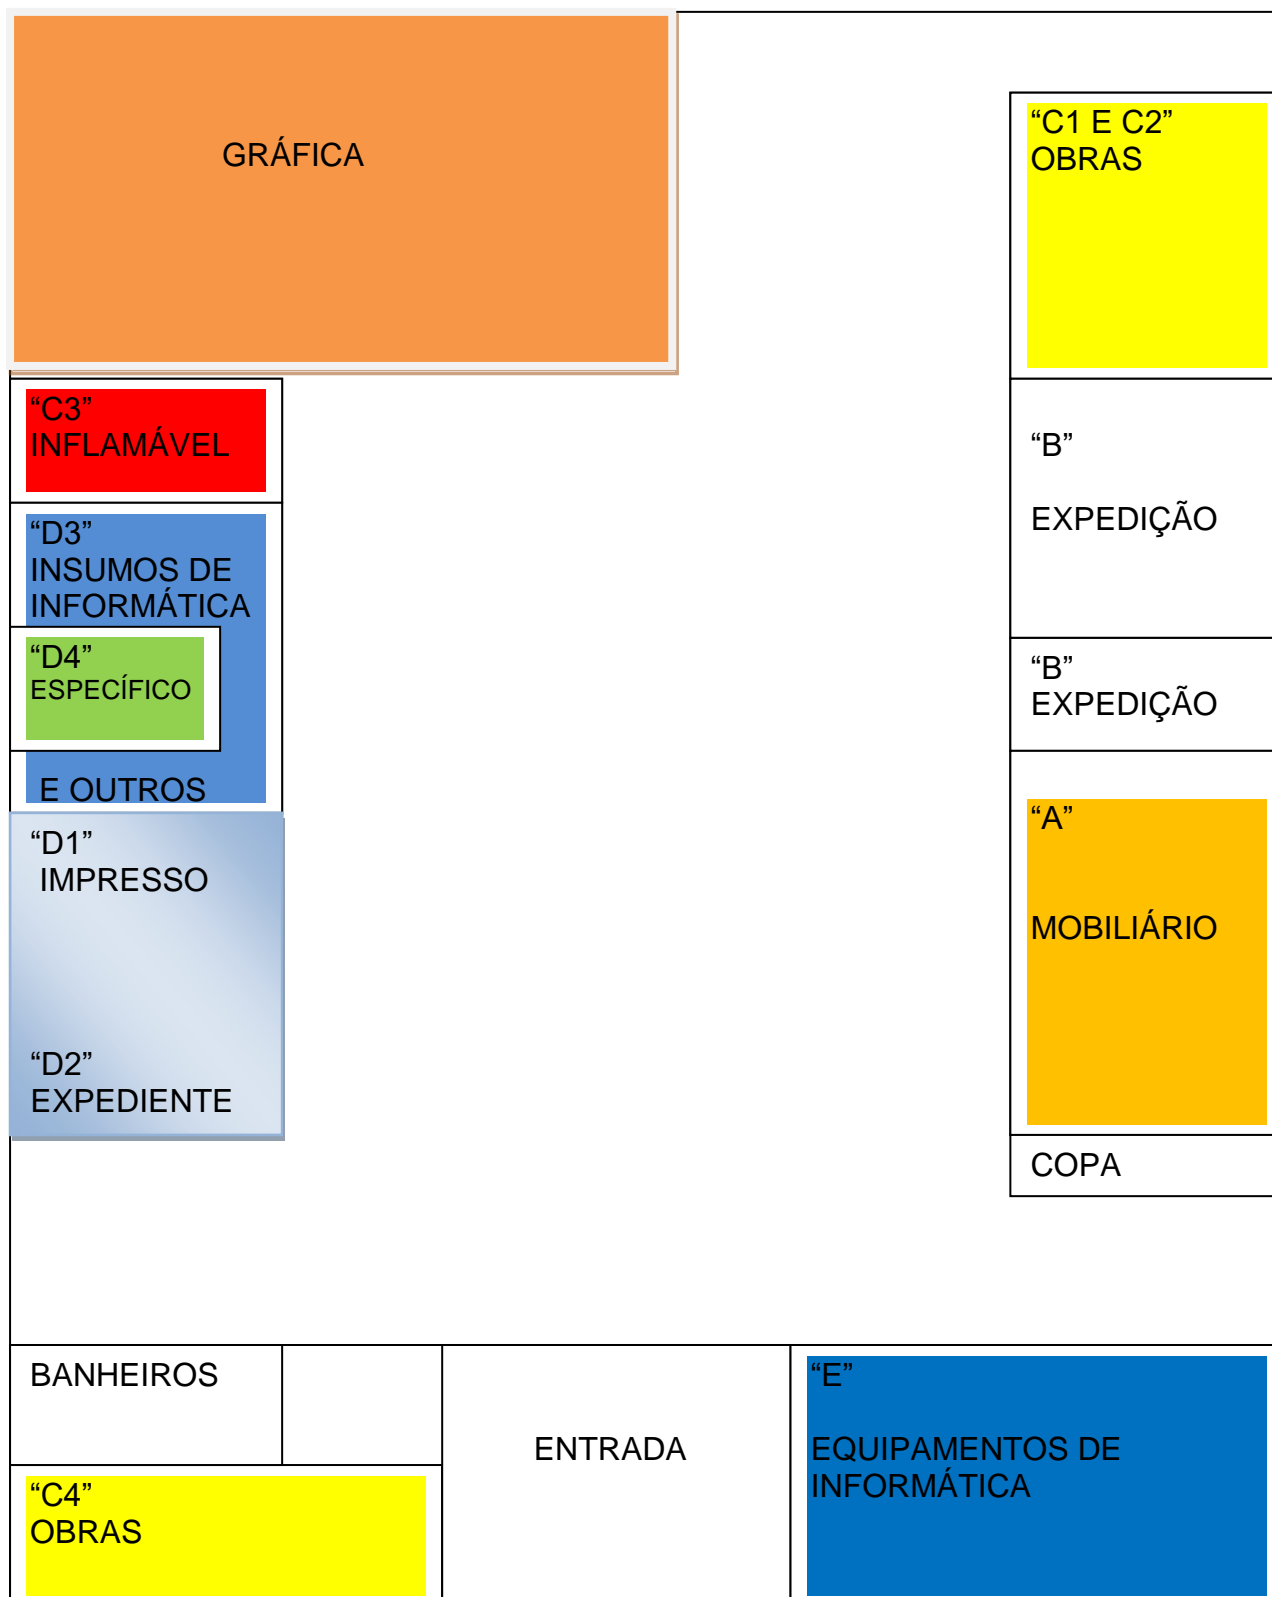 GRÁFICA
“C1 E C2”
OBRAS
“C3”
INFLAMÁVEL
“B”
EXPEDIÇÃO
“D3”
INSUMOS DE
INFORMÁTICA
“D4”
ESPECÍFICO
E OUTROS
“B”
EXPEDIÇÃO
“D1”
IMPRESSO
“D2”
EXPEDIENTE
“A”
MOBILIÁRIO
COPA
BANHEIROS
“C4”
OBRAS
ENTRADA
“E”
EQUIPAMENTOS DE
INFORMÁTICA